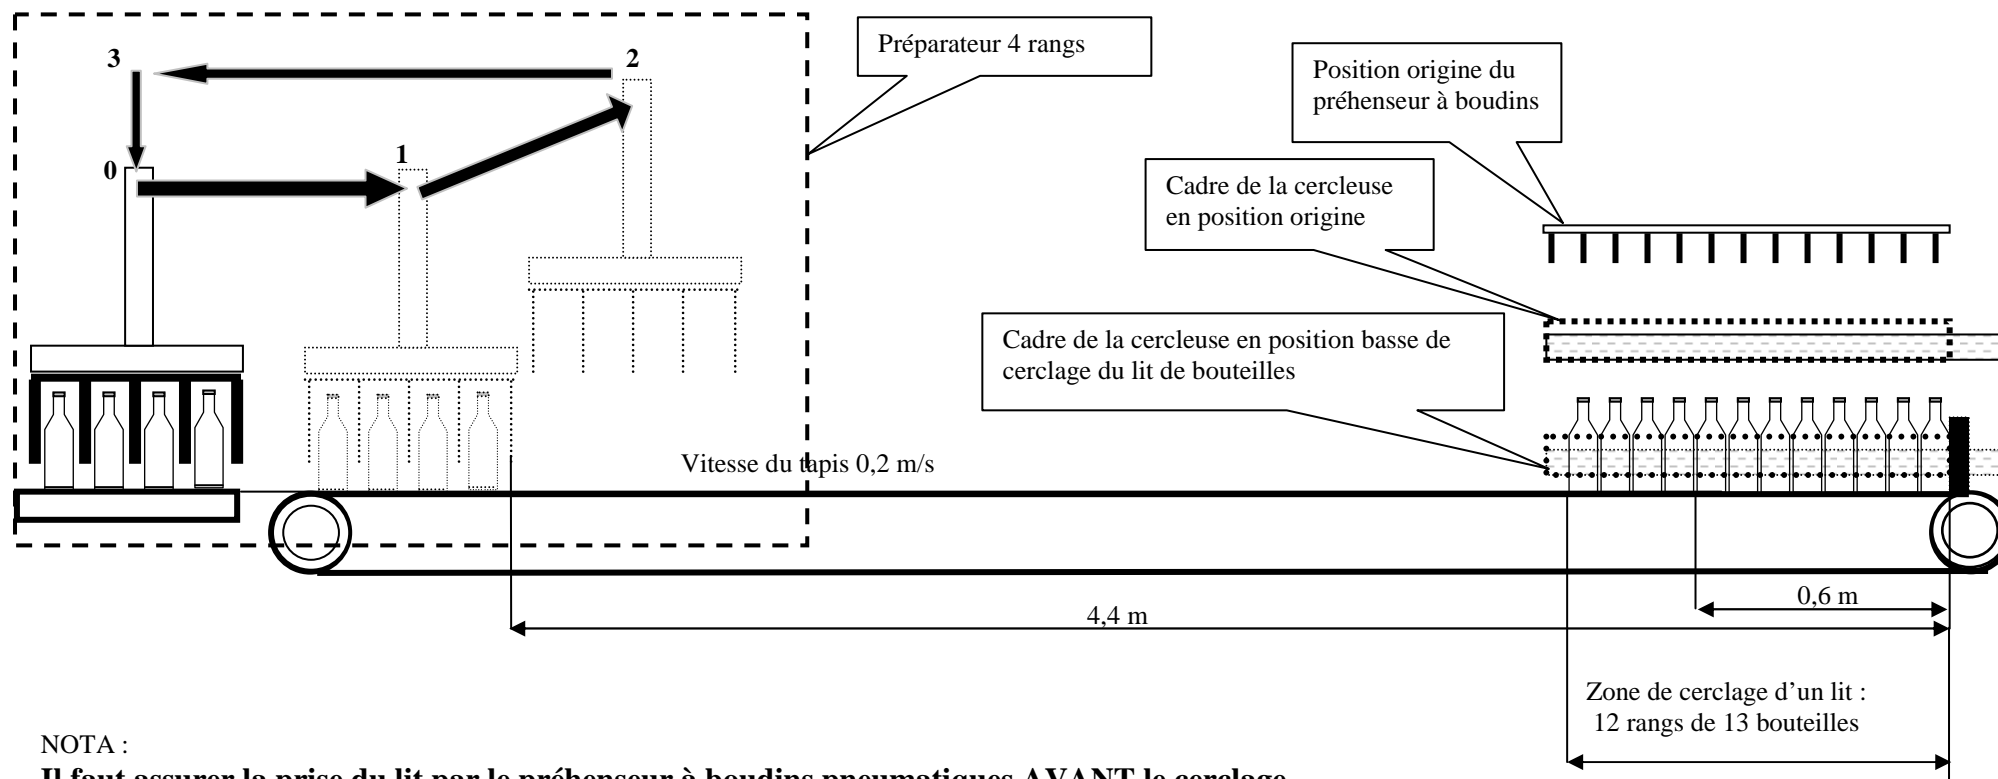 Préparateur 4 rangs
Position origine du
préhenseur à boudins
3
2
0
1
Cadre de la cercleuse
en position origine
Cadre de la cercleuse en position basse de
cerclage du lit de bouteilles
Vitesse du tapis 0,2 m/s
0,6 m
4,4 m
Zone de cerclage d’un lit :
12 rangs de 13 bouteilles
NOTA :
Il faut assurer la prise du lit par le préhenseur à boudins pneumatiques AVANT le cerclage